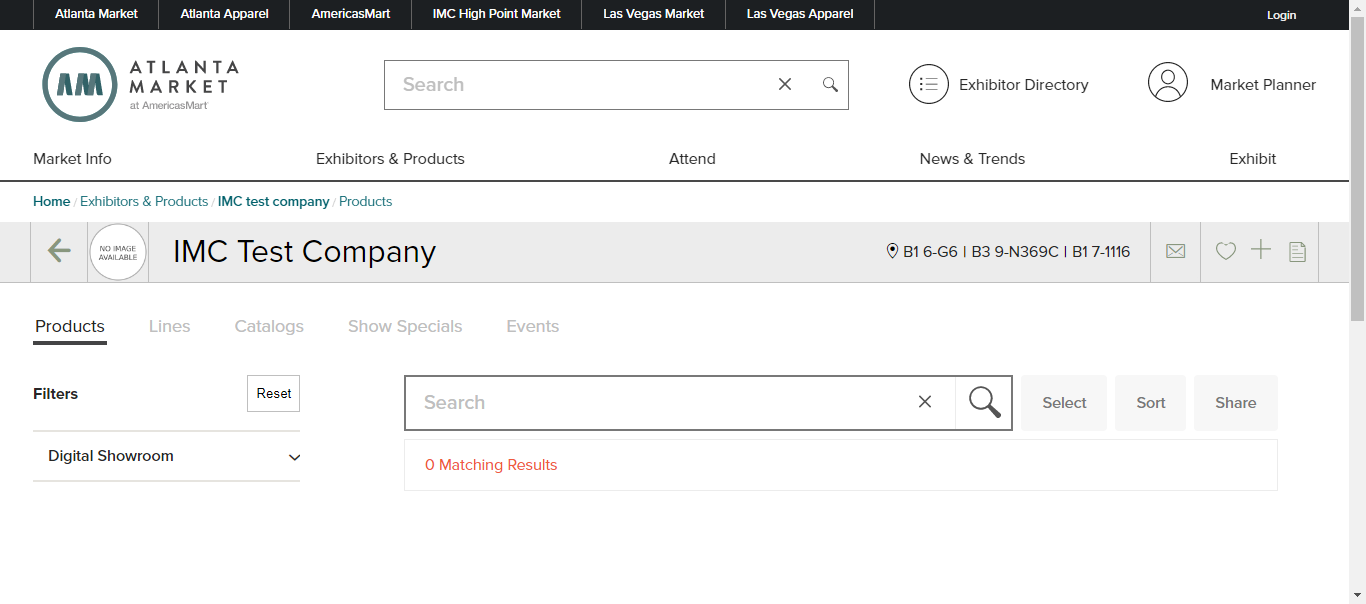 Atlanta Market Atlanta Apparel AmericasMart IMC High Point Market Las Vegas Market Las Vegas Apparel Login
AM ATLANTA
MARKET
at AmericasMart
Search
Exhibitor Directory
Market Planner
Market Info Exhibitors & Products Attend News & Trends Exhibit
Home / Exhibitors & Products / IMC test company / Products
NO IMAGE
AVAILABLE
IMC Test Company
B1 6-G6 | B3 9-N369C | B1 7-1116
Products Lines Catalogs Show Specials Events
Filters Reset
Search
Select Sort Share
Digital Showroom
0 Matching Results